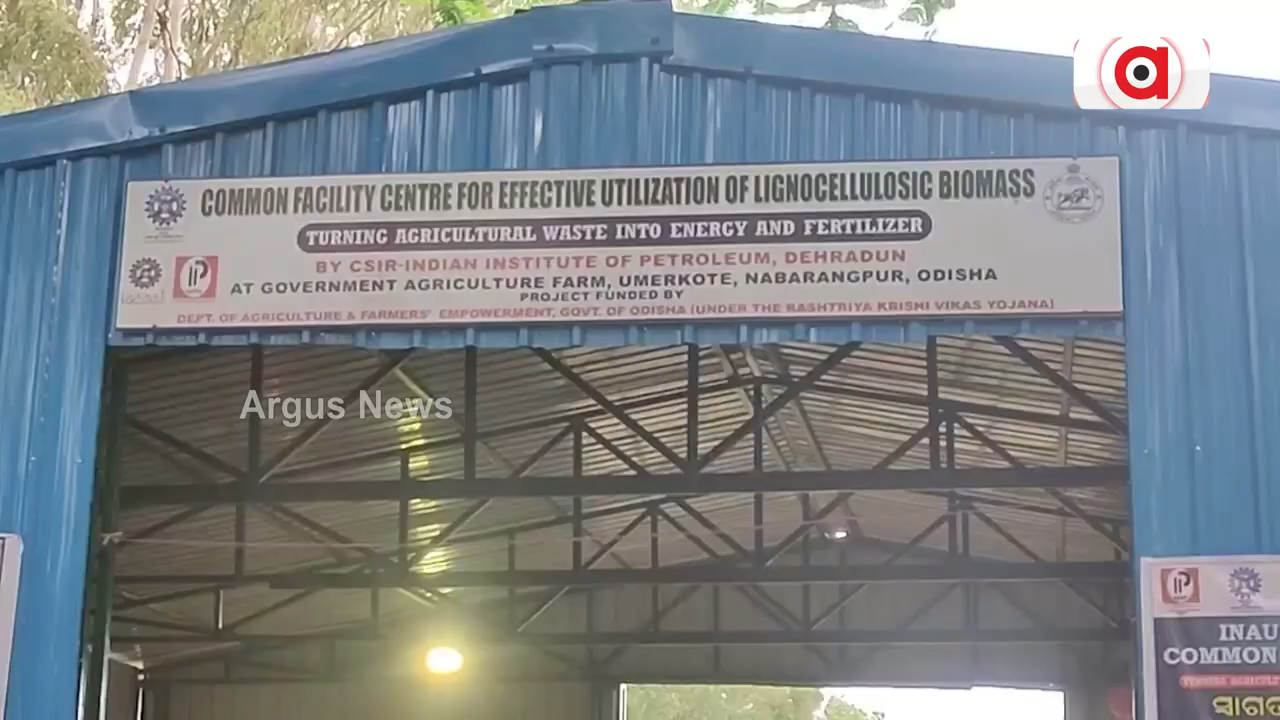 a
COMMON FACILITY CENTRE FOR EFFECTIVE UTILIZATION OF LIGNOCELLULOSIC BIOMASS
TURNING AGRICULTURAL WASTE INTO ENERGY AND FERTILIZER
BY CSIR-INDIAN INSTITUTE OF PETROLEUM, DEHRADUN
AT GOVERNMENT AGRICULTURE FARM, UMERKOTE, NABARANGPUR, ODISHA
PROJECT FUNDED BY
DEPT. OF AGRICULTURE & FARMERS' EMPOWERMENT, GOVT. OF ODISHA (UNDER THE RASHTRIYA KRISHI VIKAS YOJANA)
Argus News
INAU
COMMON
ସ୍ୱାଗତ